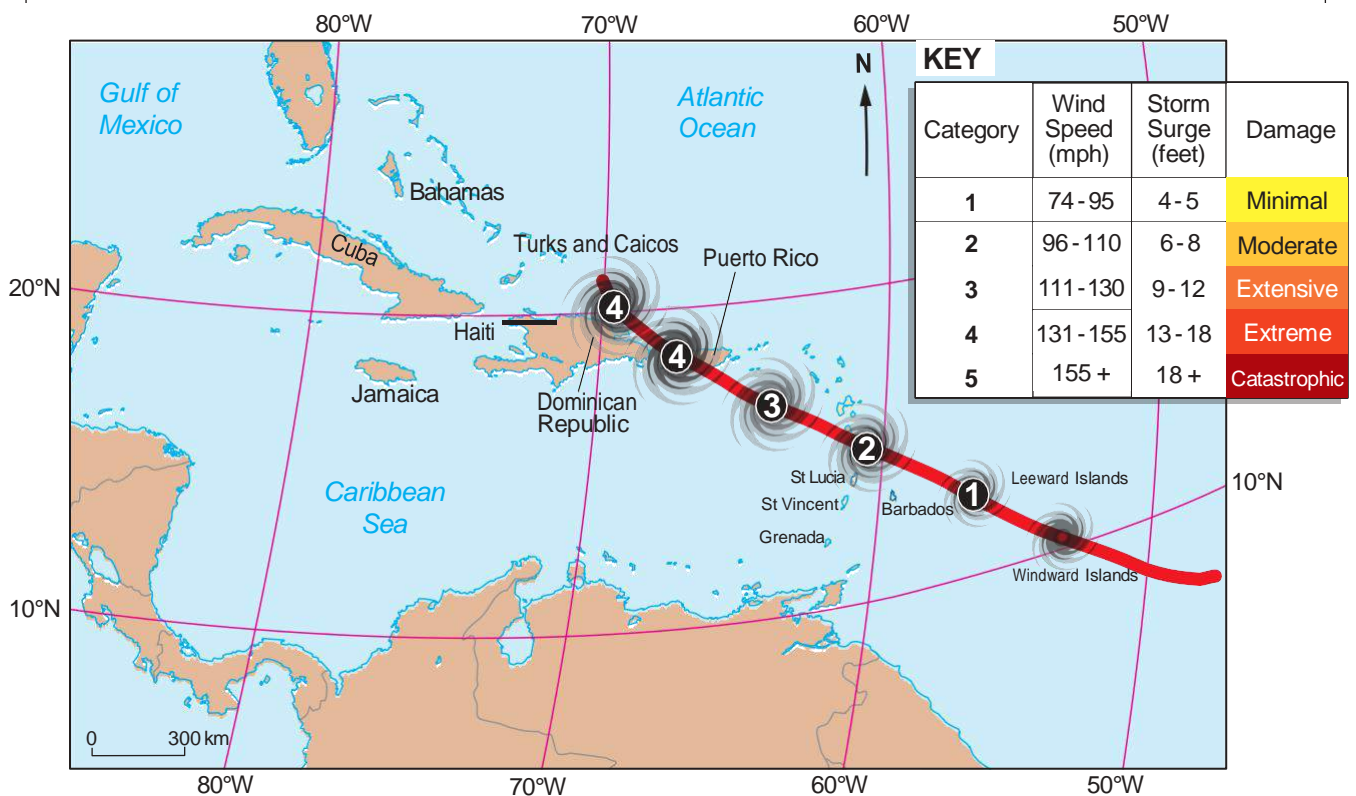 80°W
70°W
60°W
50°W
KEY
Category
Wind
Speed
(mph)
Storm
Surge
(feet)
Damage
1
74-95
4-5
Minimal
2
96-110
6-8
Moderate
3
111-130
9-12
Extensive
4
131-155
13-18
Extreme
5
155+
18+
Catastrophic
N
Gulf of
Mexico
Atlantic
Ocean
Bahamas
Cuba
Turks and Caicos
Puerto Rico
20°N
Haiti
4
4
3
2
1
Jamaica
Dominican
Republic
Caribbean
Sea
St Lucia
St Vincent
Barbados
Grenada
Leeward Islands
Windward Islands
10°N
10°N
0
300 km
80°W
70°W
60°W
50°W